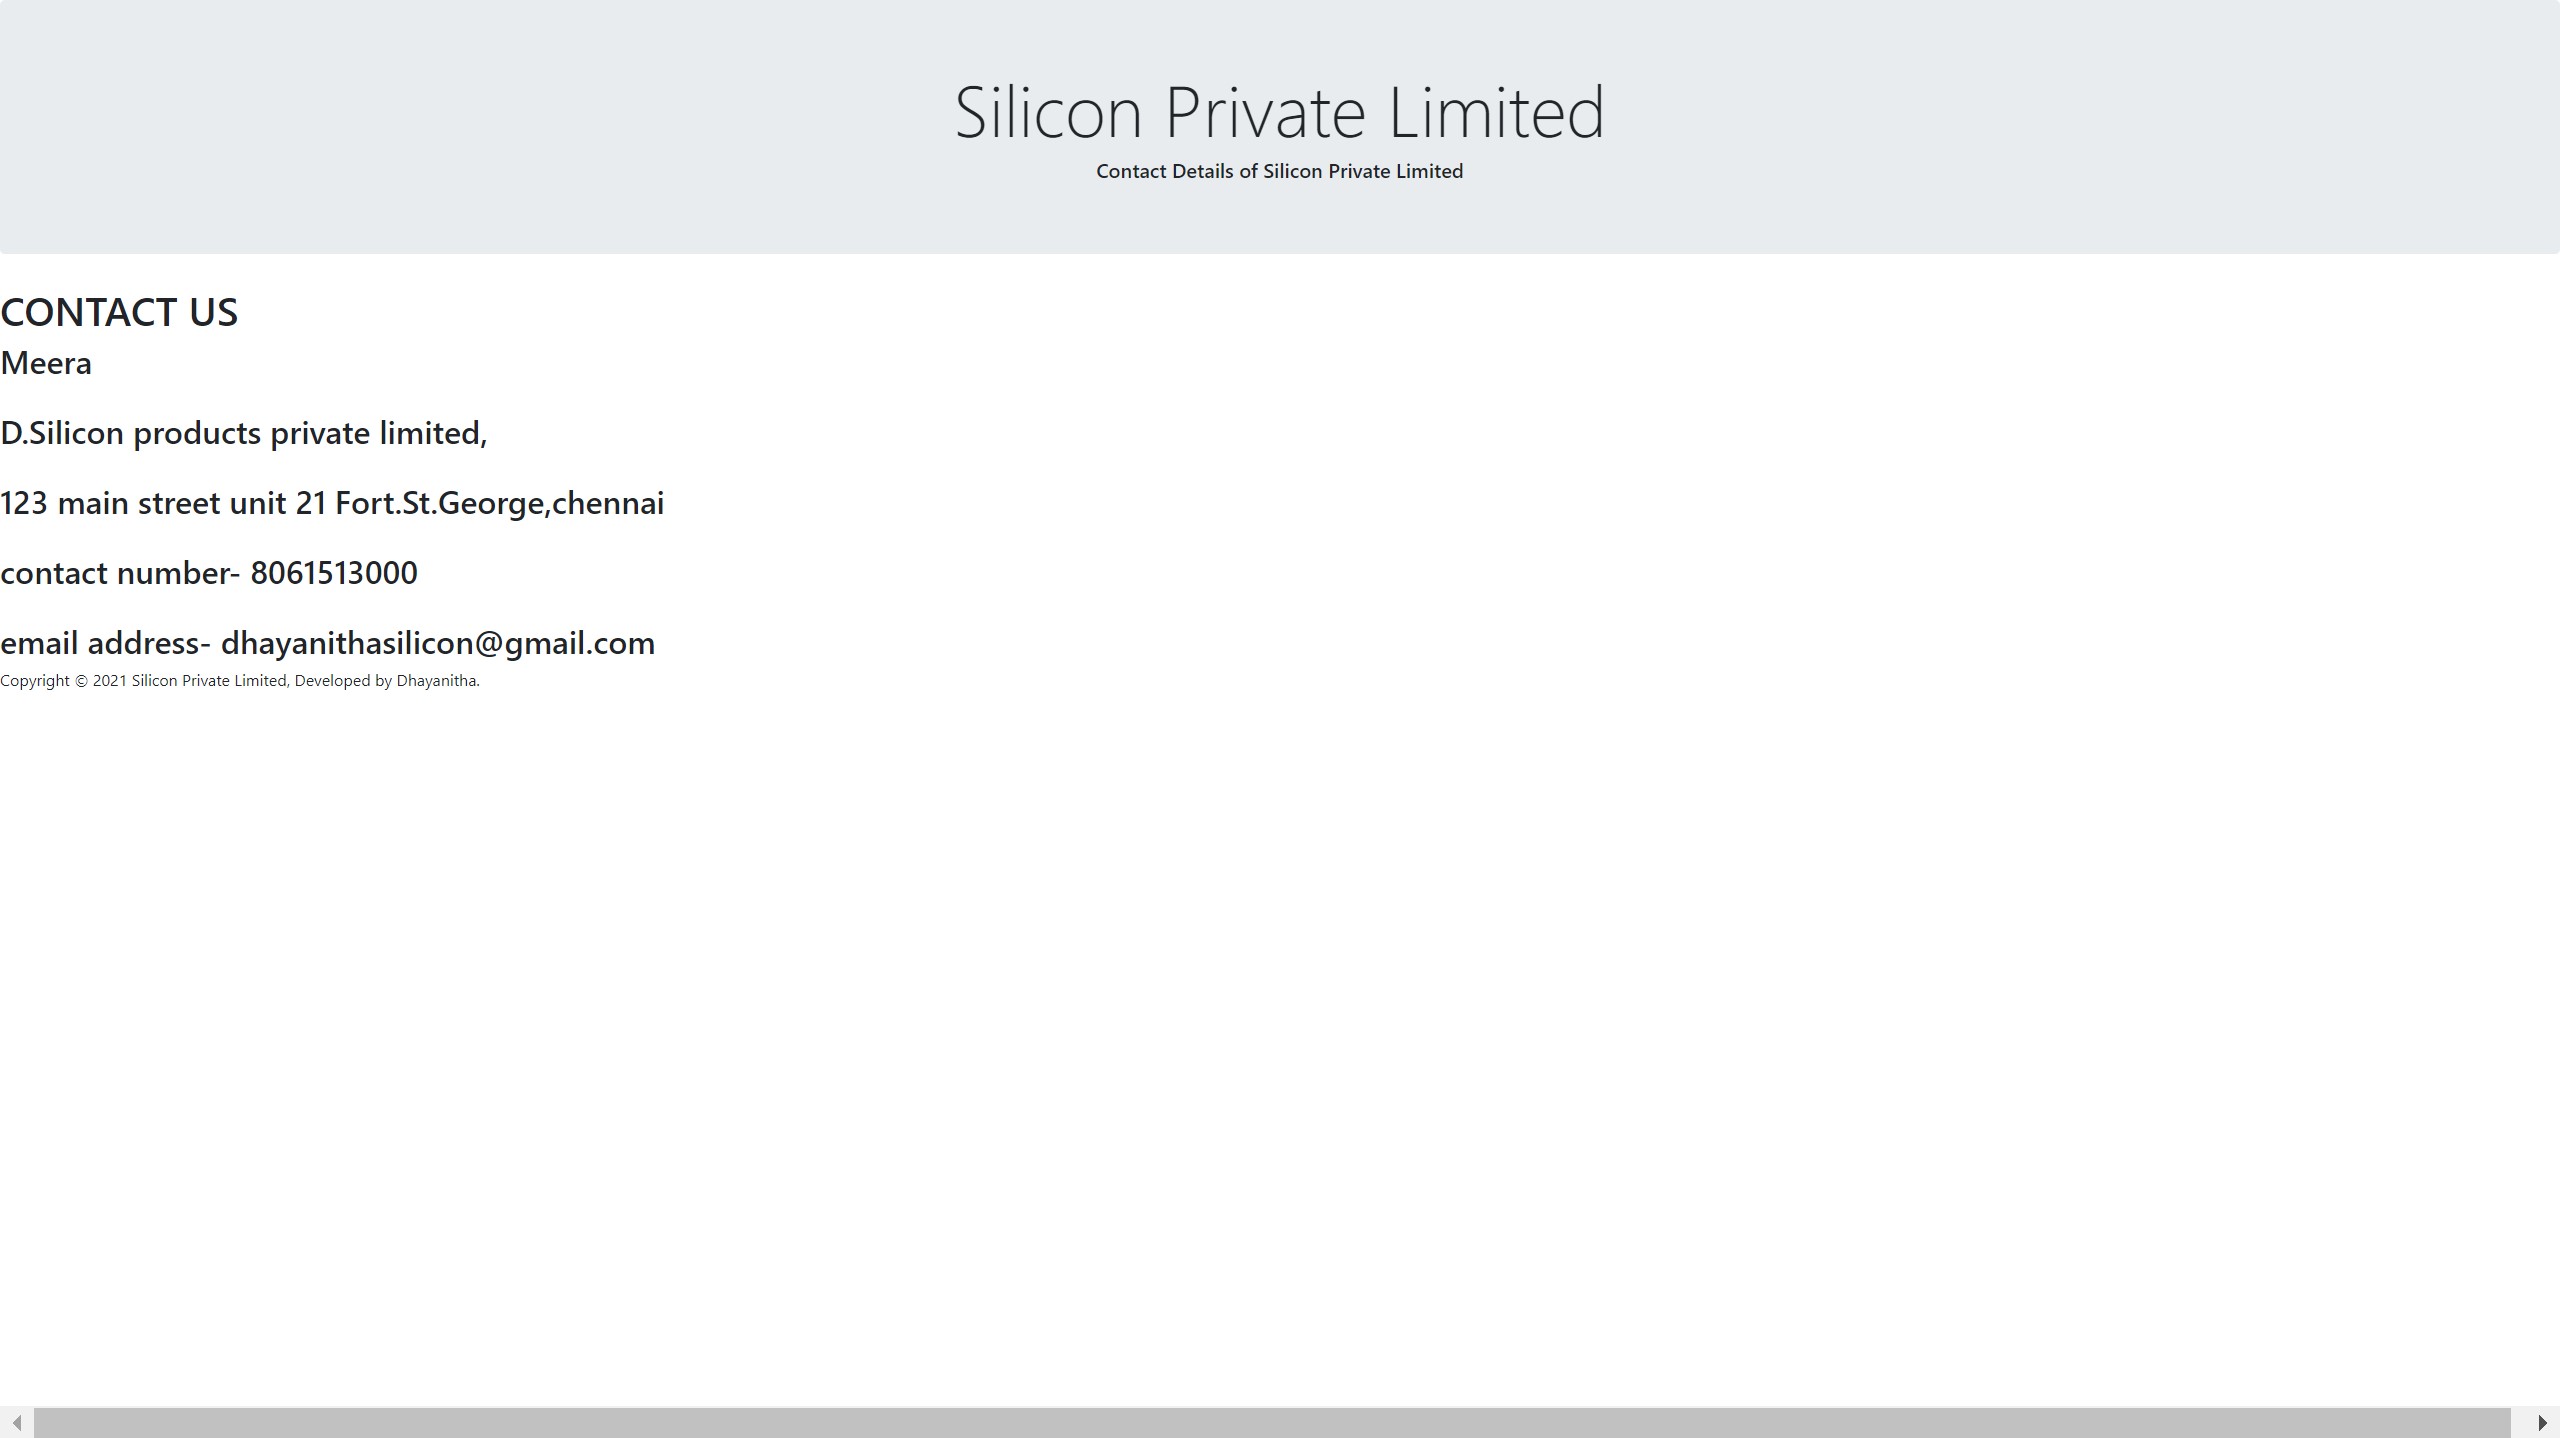 Silicon Private Limited
Contact Details of Silicon Private Limited
CONTACT US
Meera
D.Silicon products private limited,
123 main street unit 21 Fort.St.George,chennai
contact number- 8061513000
email address- dhayanithasilicon@gmail.com
Copyright © 2021 Silicon Private Limited, Developed by Dhayanitha.